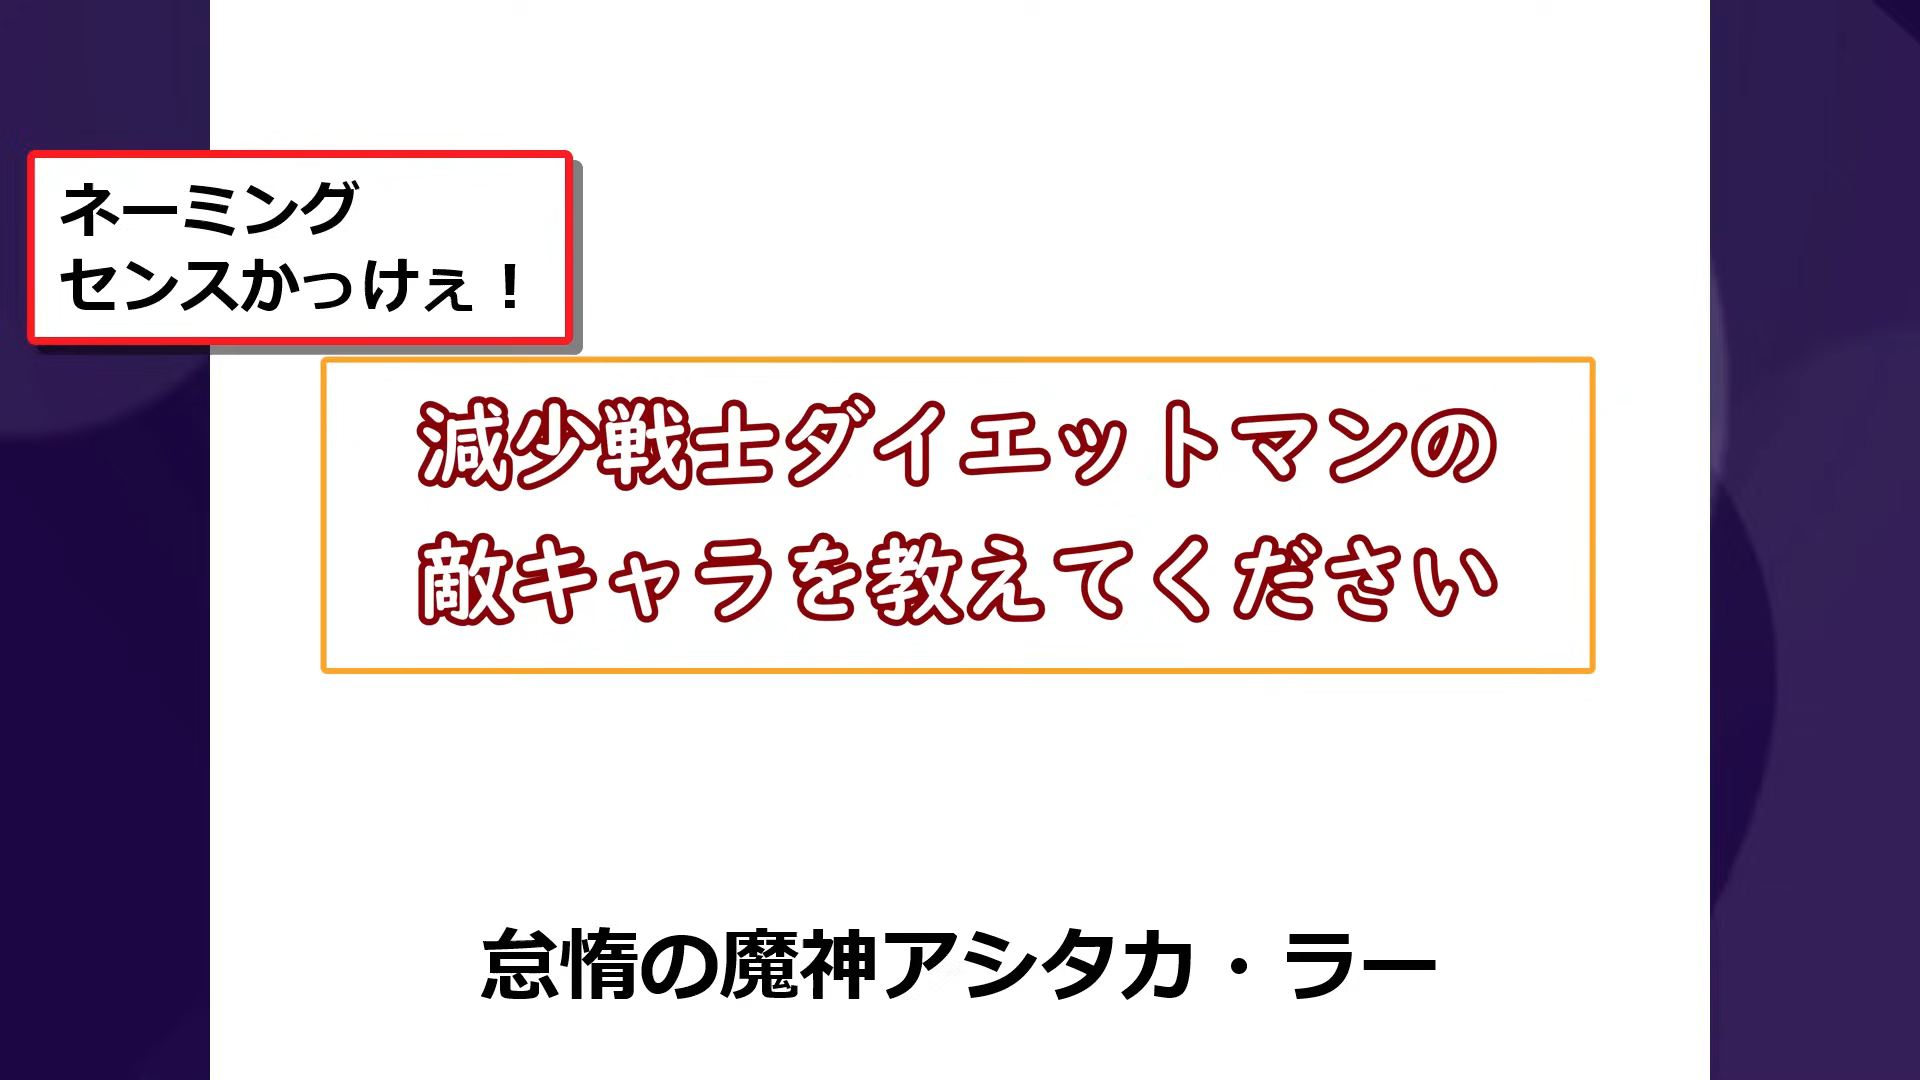 ネーミング
センスかっけぇ！
減少戦士ダイエットマンの
敵キャラを教えてください
怠惰の魔神アシタカ・ラー